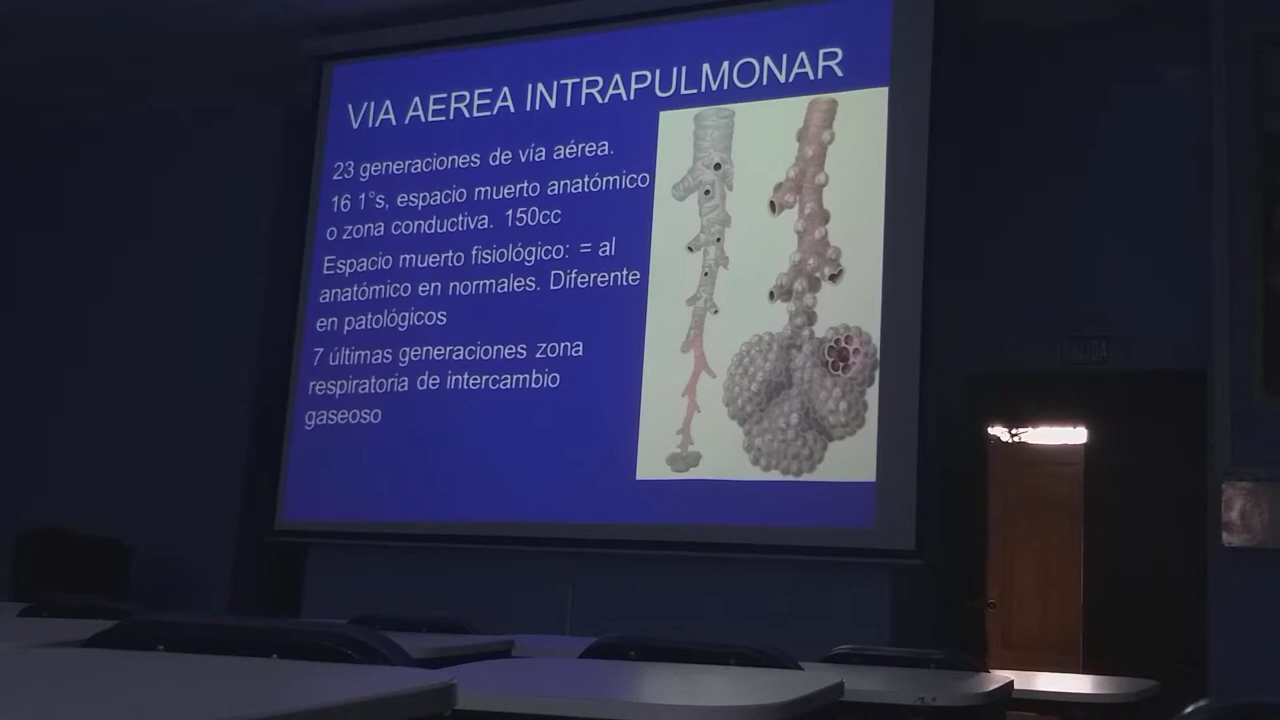 VIA AEREA INTRAPULMONAR
23 generaciones de vía aérea.
16 1°s, espacio muerto anatómico
o zona conductiva. 150cc
Espacio muerto fisiológico: = al
anatómico en normales. Diferente
en patológicos
7 últimas generaciones zona
respiratoria de intercambio
gaseoso
SALIDA